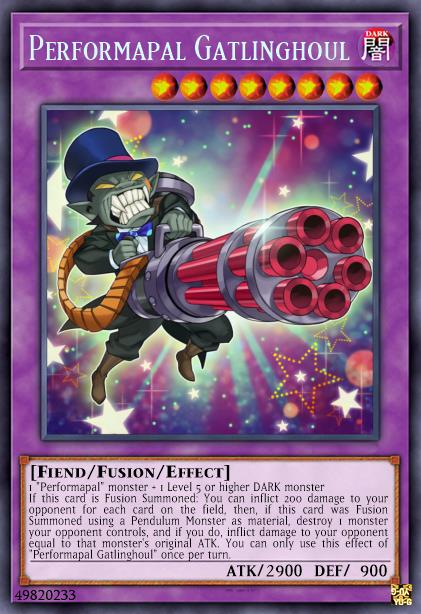 PERFORMAPAL GATLINGHOUL
DARK
闇
[FIEND/FUSION/EFFECT]
1 "Performapal" monster + 1 Level 5 or higher DARK monster
If this card is Fusion Summoned: You can inflict 200 damage to your
opponent for each card on the field, then, if this card was Fusion
Summoned using a Pendulum Monster as material, destroy 1 monster
your opponent controls, and if you do, inflict damage to your opponent
equal to that monster's original ATK. You can only use this effect of
"Performapal Gatlinghoul" once per turn.
ATK/2900 DEF/ 900
49820233